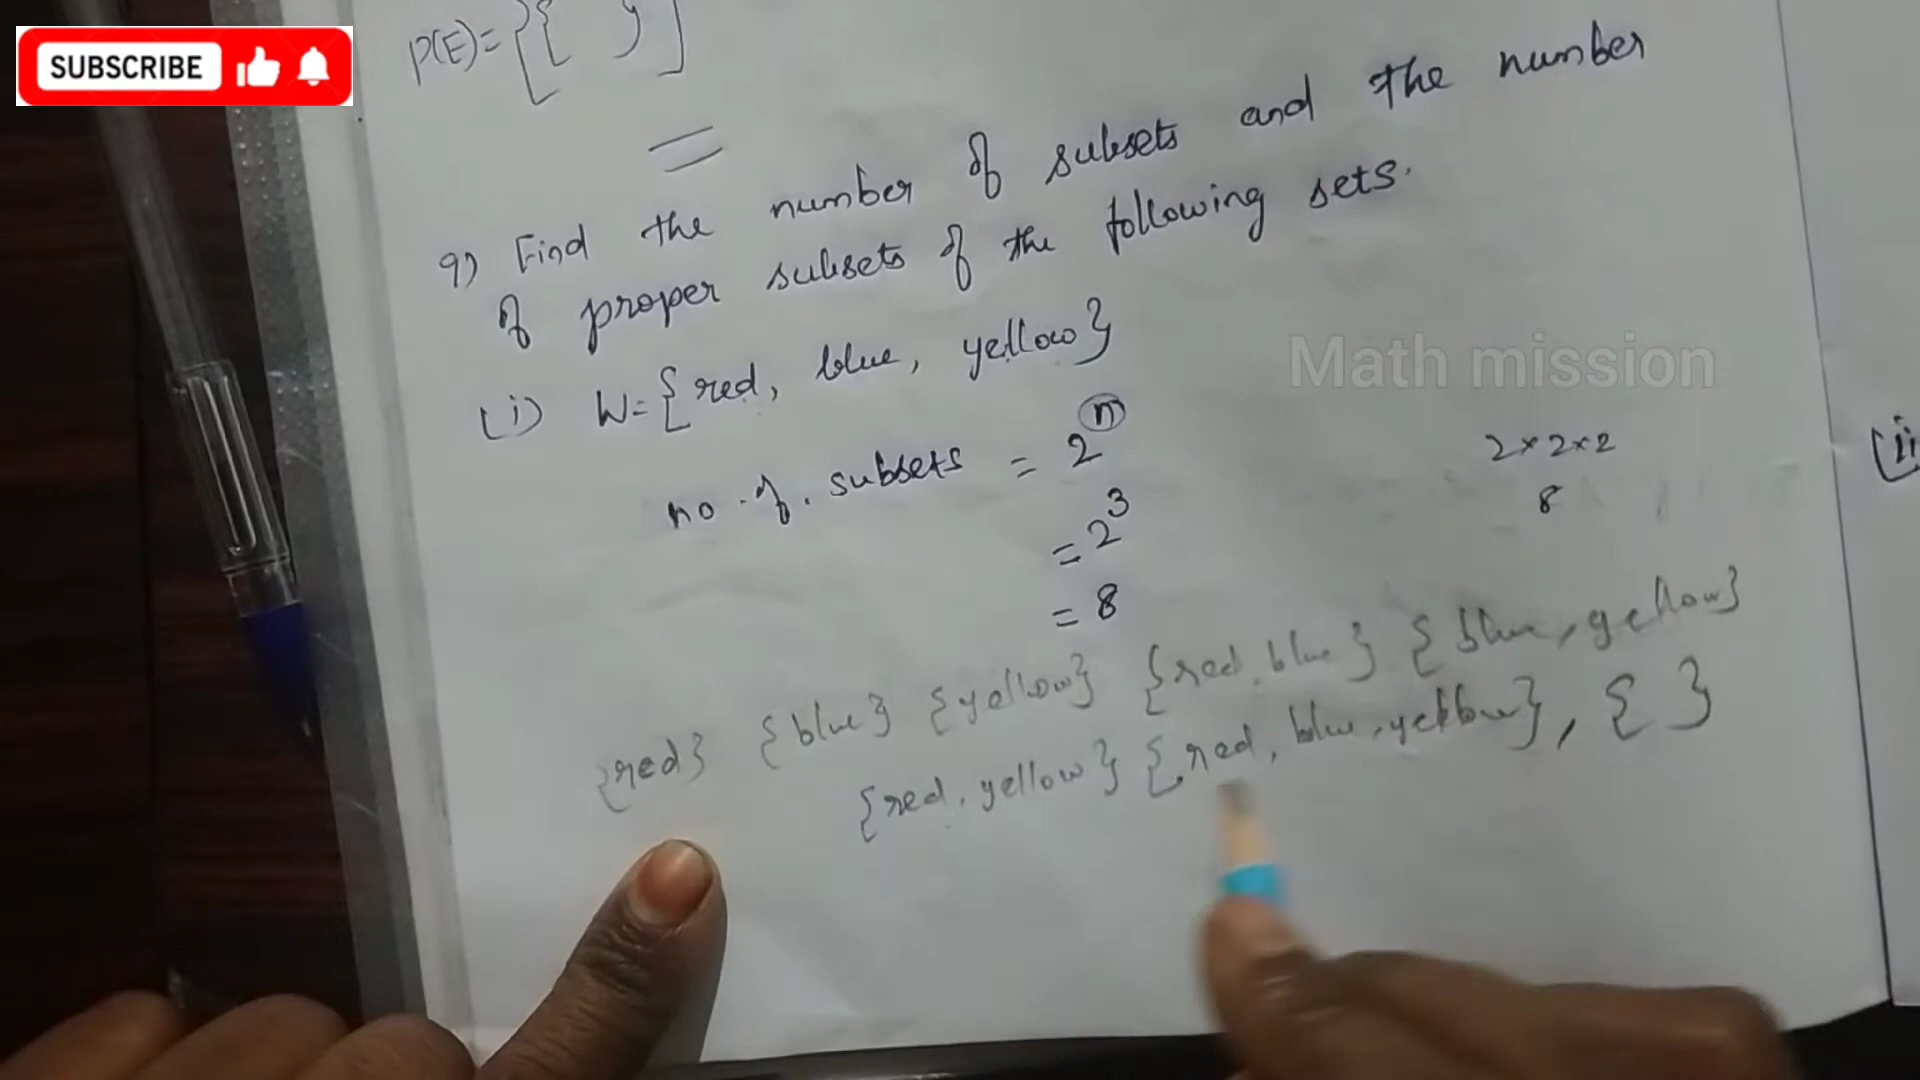 SUBSCRIBE
P(E)={{ }}
9) Find the number of subsets and the number
of proper subsets of the following sets.
(i) W={red, blue, yellow}
Math mission
no.of.subsets = 2^n
2×2×2
= 2^3
8
= 8
{red} {blue} {yellow} {red, blue} {blue, yellow}
{red, yellow} {red, blue, yellow}, { }